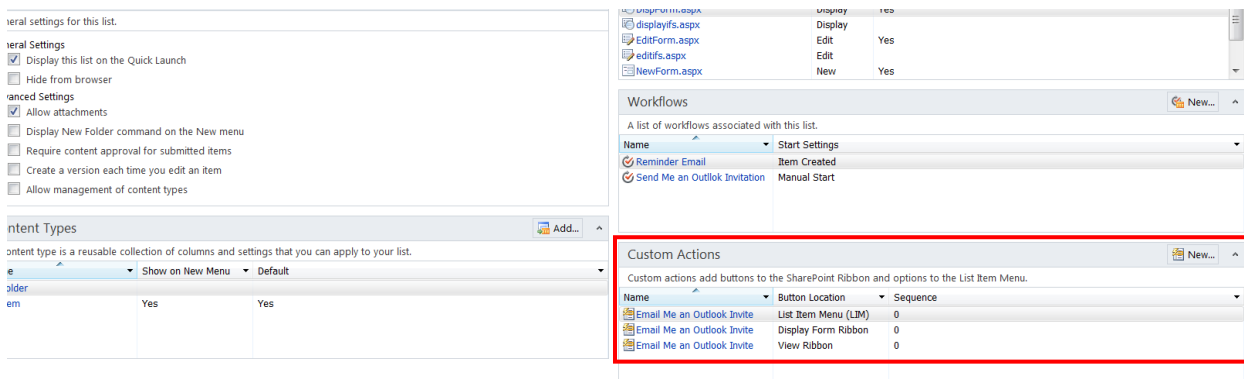 neral settings for this list.
neral Settings
Display this list on the Quick Launch
Hide from browser
vanced Settings
Allow attachments
Display New Folder command on the New menu
Require content approval for submitted items
Create a version each time you edit an item
Allow management of content types
ntent Types
Add...
ontent type is a reusable collection of columns and settings that you can apply to your list.
e Show on New Menu Default
older
em Yes Yes
DispForm.aspx Display Yes
displayifs.aspx Display
EditForm.aspx Edit Yes
editifs.aspx Edit
NewForm.aspx New Yes
Workflows
New...
A list of workflows associated with this list.
Name Start Settings
Reminder Email Item Created
Send Me an Outllok Invitation Manual Start
Custom Actions
New...
Custom actions add buttons to the SharePoint Ribbon and options to the List Item Menu.
Name Button Location Sequence
Email Me an Outlook Invite List Item Menu (LIM) 0
Email Me an Outlook Invite Display Form Ribbon 0
Email Me an Outlook Invite View Ribbon 0